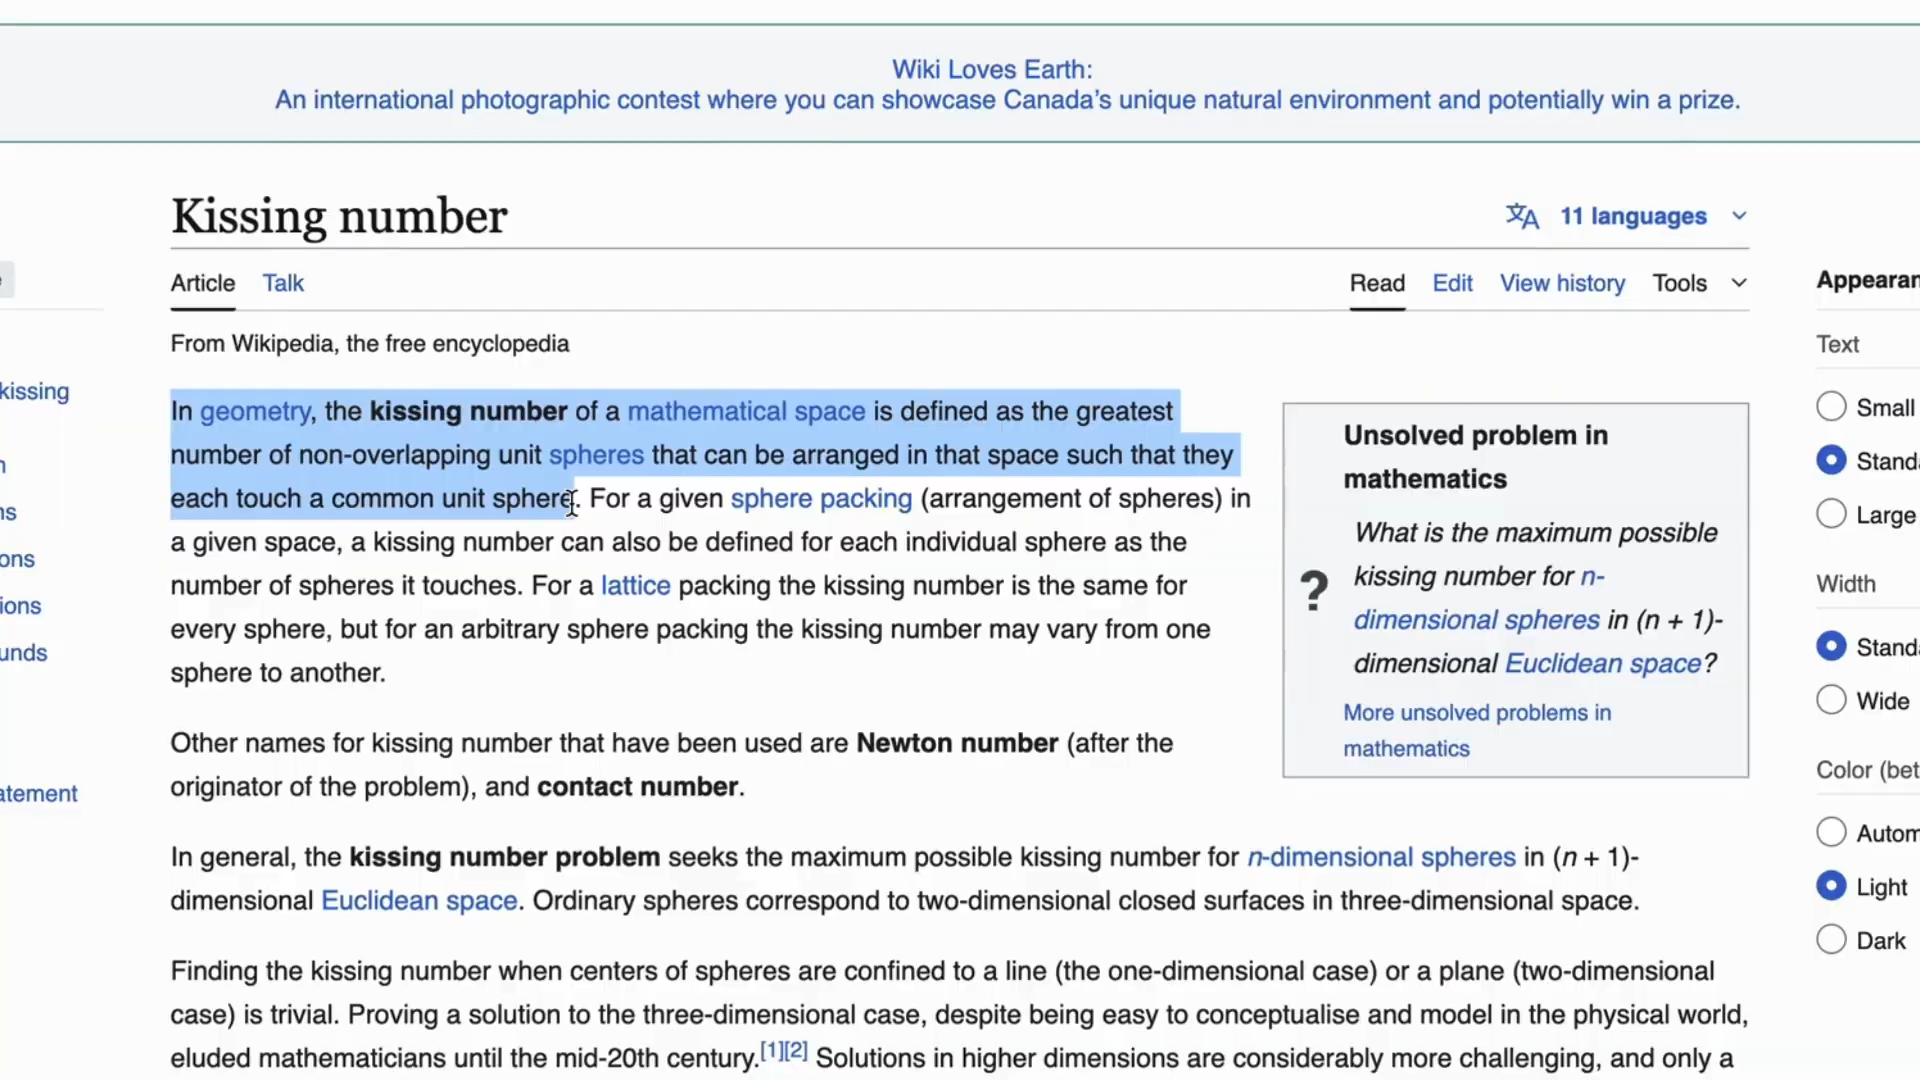 Wiki Loves Earth:
An international photographic contest where you can showcase Canada's unique natural environment and potentially win a prize.
Kissing number
11 languages
Article Talk
Read Edit View history Tools
From Wikipedia, the free encyclopedia
In geometry, the kissing number of a mathematical space is defined as the greatest
number of non-overlapping unit spheres that can be arranged in that space such that they
each touch a common unit sphere. For a given sphere packing (arrangement of spheres) in
a given space, a kissing number can also be defined for each individual sphere as the
number of spheres it touches. For a lattice packing the kissing number is the same for
every sphere, but for an arbitrary sphere packing the kissing number may vary from one
sphere to another.
Other names for kissing number that have been used are Newton number (after the
originator of the problem), and contact number.
In general, the kissing number problem seeks the maximum possible kissing number for n-dimensional spheres in (n + 1)-
dimensional Euclidean space. Ordinary spheres correspond to two-dimensional closed surfaces in three-dimensional space.
Finding the kissing number when centers of spheres are confined to a line (the one-dimensional case) or a plane (two-dimensional
case) is trivial. Proving a solution to the three-dimensional case, despite being easy to conceptualise and model in the physical world,
eluded mathematicians until the mid-20th century.[1][2] Solutions in higher dimensions are considerably more challenging, and only a
Unsolved problem in
mathematics
?
What is the maximum possible
kissing number for n-
dimensional spheres in (n + 1)-
dimensional Euclidean space?
More unsolved problems in
mathematics
kissing
ns
ons
ions
unds
atement
Appearan
Text
Small
Standa
Large
Width
Standa
Wide
Color (bet
Autom
Light
Dark